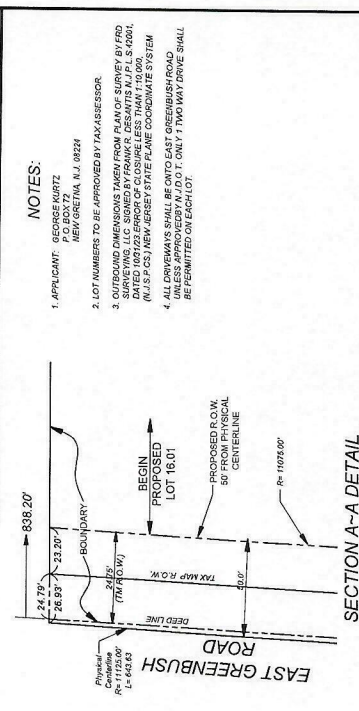 NOTES:
1. APPLICANT: GEORGE KURTZ
P.O. BOX 72
NEW GRETNA, N.J. 08224
2. LOT NUMBERS TO BE APPROVED BY TAX ASSESSOR.
3. OUTBOUND DIMENSIONS TAKEN FROM PLAN OF SURVEY BY FRD
SURVEYING, LLC SIGNED BY FRANK R. DESANTIS N.J.P.L.S.42001,
DATED 10/31/23 ERROR OF CLOSURE LESS THAN 1:10,000,
(N.J.S.P.CS.) NEW JERSEY STATE PLANE COORDINATE SYSTEM
4. ALL DRIVEWAYS SHALL BE ONTO EAST GREENBUSH ROAD
UNLESS APPROVED BY N.J.D.O.T. ONLY 1 TWO WAY DRIVE SHALL
BE PERMITTED ON EACH LOT.
838.20'
24.79'
26.93'
23.20'
BOUNDARY
BEGIN
PROPOSED
LOT 16.01
24.75'
(TM R.O.W.)
DEED LINE
TAX MAP R.O.W.
PROPOSED R.O.W.
50' FROM PHYSICAL
CENTERLINE
50.0'
R= 11075.00'
Physical
Centerline
R= 11125.00'
L= 643.63
EAST GREENBUSH
ROAD
SECTION A~A DETAIL